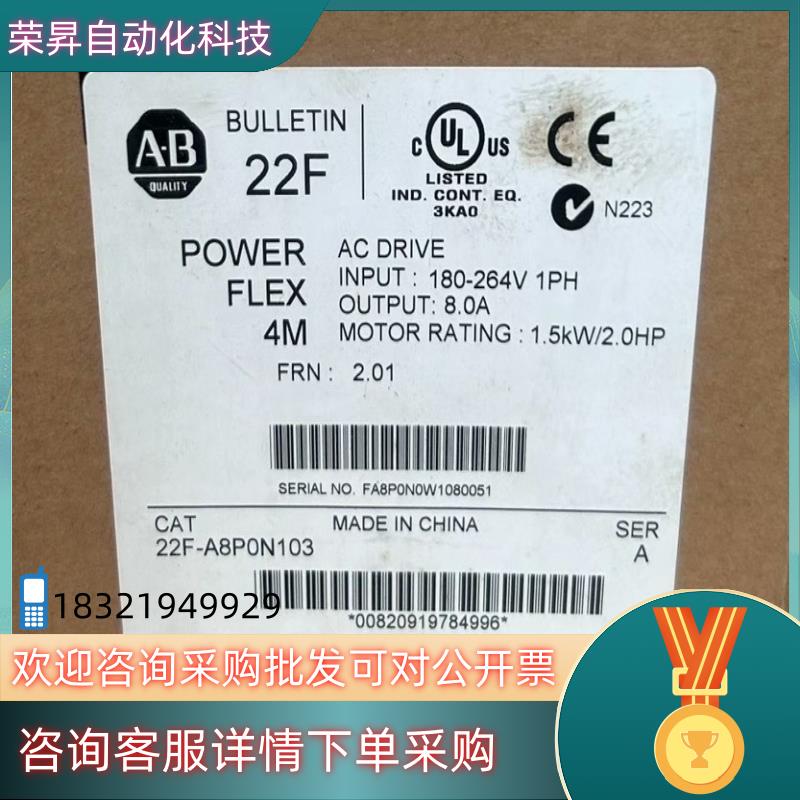 荣昇自动化科技
A-B
QUALITY
BULLETIN
22F
C UL US
LISTED
IND. CONT. EQ.
3KA0
CE
N223
POWER
FLEX
4M
AC DRIVE
INPUT : 180-264V 1PH
OUTPUT: 8.0A
MOTOR RATING : 1.5kW/2.0HP
FRN : 2.01
SERIAL NO. FA8P0N0W1080051
CAT
22F-A8P0N103
MADE IN CHINA
SER
A
*00820919784996*
18321949929
欢迎咨询采购批发可对公开票
咨询客服详情下单采购